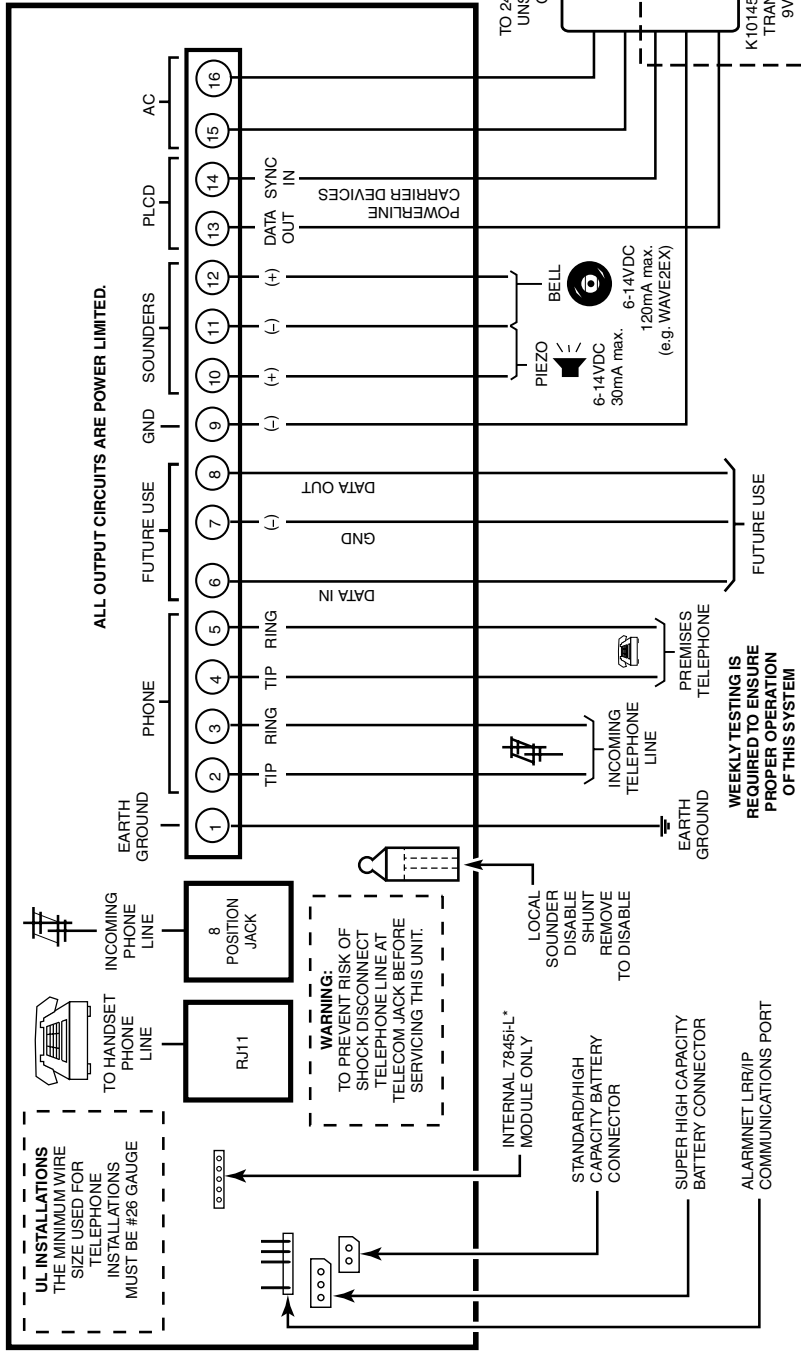 UL INSTALLATIONS
THE MINIMUM WIRE
SIZE USED FOR
TELEPHONE
INSTALLATIONS
MUST BE #26 GAUGE
TO HANDSET
PHONE
LINE
RJ11
INCOMING
PHONE
LINE
8
POSITION
JACK
WARNING:
TO PREVENT RISK OF
SHOCK DISCONNECT
TELEPHONE LINE AT
TELECOM JACK BEFORE
SERVICING THIS UNIT.
ALL OUTPUT CIRCUITS ARE POWER LIMITED.
EARTH
GROUND
PHONE
FUTURE USE
GND
SOUNDERS
PLCD
AC
1
2
3
4
5
6
7
8
9
10
11
12
13
14
15
16
TIP
RING
TIP
RING
(–)
(–)
(+)
(–)
(+)
DATA
OUT
SYNC
IN
DATA IN
GND
DATA OUT
POWERLINE
CARRIER DEVICES
INTERNAL 7845i-L*
MODULE ONLY
STANDARD/HIGH
CAPACITY BATTERY
CONNECTOR
SUPER HIGH CAPACITY
BATTERY CONNECTOR
ALARMNET LRR/IP
COMMUNICATIONS PORT
LOCAL
SOUNDER
DISABLE
SHUNT
REMOVE
TO DISABLE
EARTH
GROUND
INCOMING
TELEPHONE
LINE
PREMISES
TELEPHONE
FUTURE USE
PIEZO
6-14VDC
30mA max.
BELL
6-14VDC
120mA max.
(e.g. WAVE2EX)
WEEKLY TESTING IS
REQUIRED TO ENSURE
PROPER OPERATION
OF THIS SYSTEM
TO 24
UNS
K10145
TRAN
9V